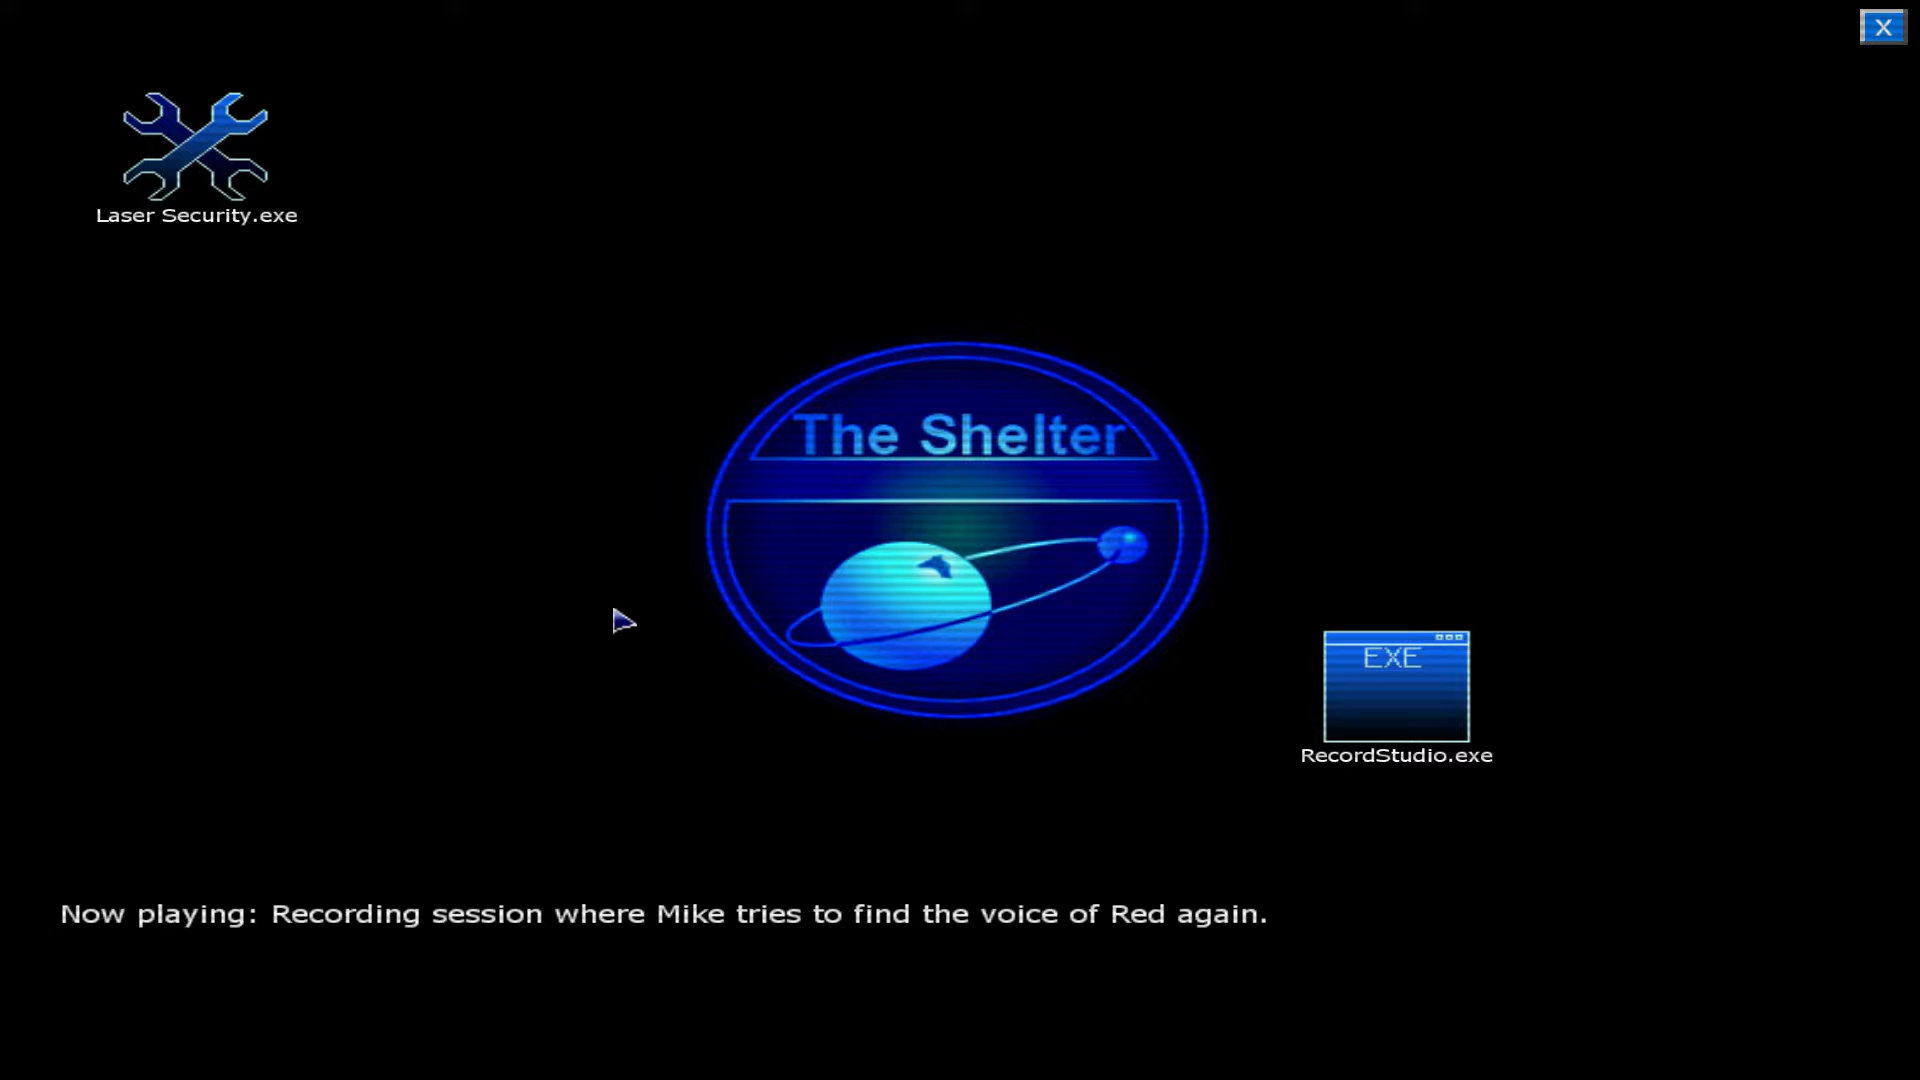 X
Laser Security.exe
The Shelter
EXE
RecordStudio.exe
Now playing: Recording session where Mike tries to find the voice of Red again.